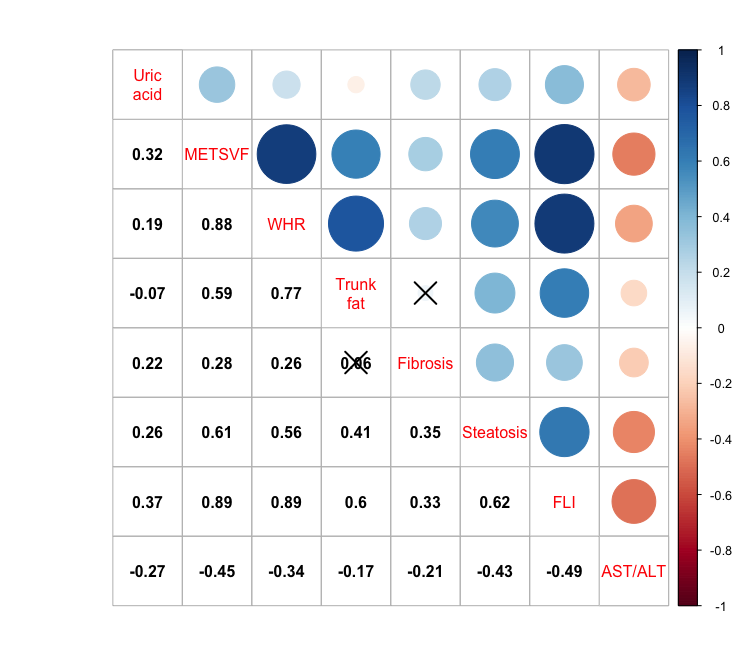 Uric
acid
1
0.8
0.32 METSVF
0.6
0.19 0.88 WHR
0.4
-0.07 0.59 0.77 Trunk
fat
0.2
0
0.22 0.28 0.26 0.06 Fibrosis
-0.2
0.26 0.61 0.56 0.41 0.35 Steatosis
-0.4
0.37 0.89 0.89 0.6 0.33 0.62 FLI
-0.6
-0.8
-0.27 -0.45 -0.34 -0.17 -0.21 -0.43 -0.49 AST/ALT
-1